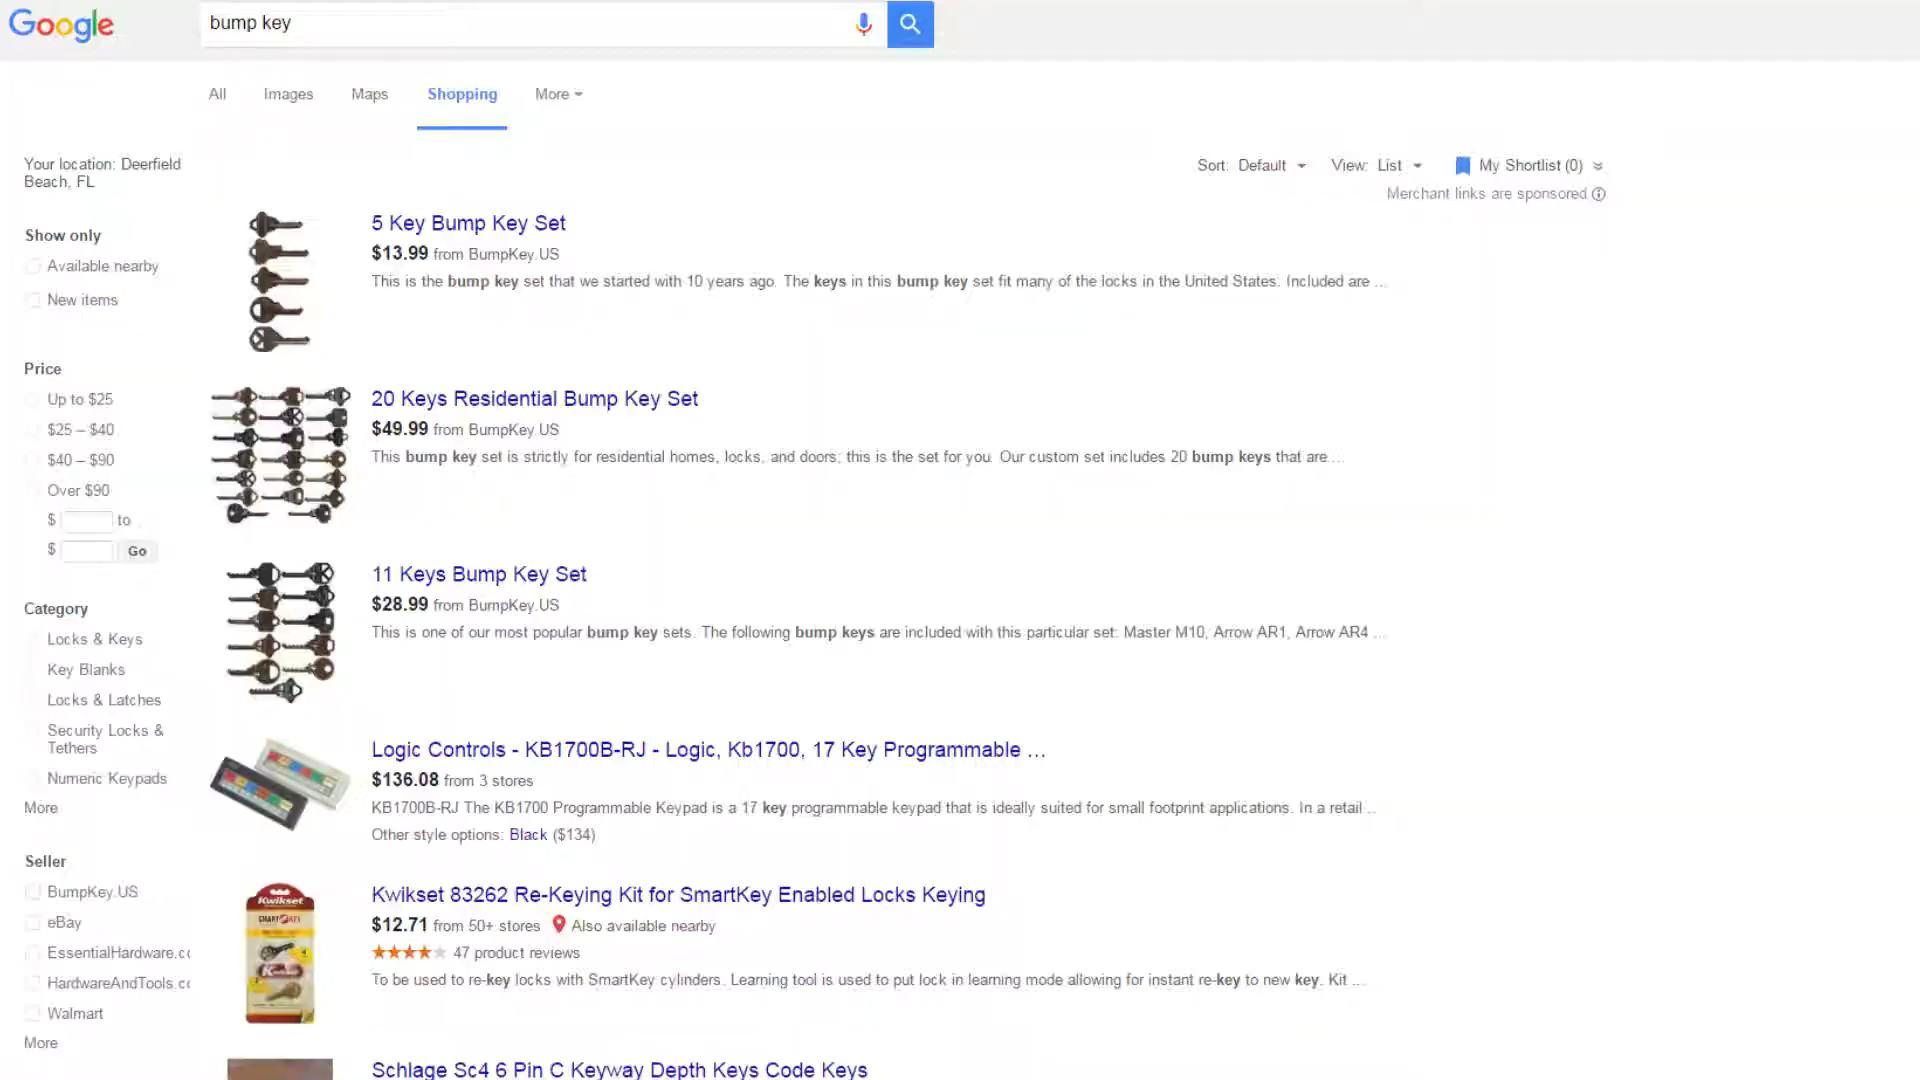 Google
bump key
All Images Maps Shopping More
Your location: Deerfield
Beach, FL
Sort: Default View: List My Shortlist (0)
Merchant links are sponsored
Show only
Available nearby
New items
Price
Up to $25
$25 – $40
$40 – $90
Over $90
$ to
$ Go
Category
Locks & Keys
Key Blanks
Locks & Latches
Security Locks &
Tethers
Numeric Keypads
More
Seller
BumpKey.US
eBay
EssentialHardware.cc
HardwareAndTools.cc
Walmart
More
5 Key Bump Key Set
$13.99 from BumpKey.US
This is the bump key set that we started with 10 years ago. The keys in this bump key set fit many of the locks in the United States. Included are ...
20 Keys Residential Bump Key Set
$49.99 from BumpKey.US
This bump key set is strictly for residential homes, locks, and doors; this is the set for you. Our custom set includes 20 bump keys that are ...
11 Keys Bump Key Set
$28.99 from BumpKey.US
This is one of our most popular bump key sets. The following bump keys are included with this particular set: Master M10, Arrow AR1, Arrow AR4 ...
Logic Controls - KB1700B-RJ - Logic, Kb1700, 17 Key Programmable ...
$136.08 from 3 stores
KB1700B-RJ The KB1700 Programmable Keypad is a 17 key programmable keypad that is ideally suited for small footprint applications. In a retail ...
Other style options: Black ($134)
Kwikset
Kwikset 83262 Re-Keying Kit for SmartKey Enabled Locks Keying
$12.71 from 50+ stores Also available nearby
47 product reviews
To be used to re-key locks with SmartKey cylinders. Learning tool is used to put lock in learning mode allowing for instant re-key to new key. Kit ...
Schlage Sc4 6 Pin C Keyway Depth Keys Code Keys